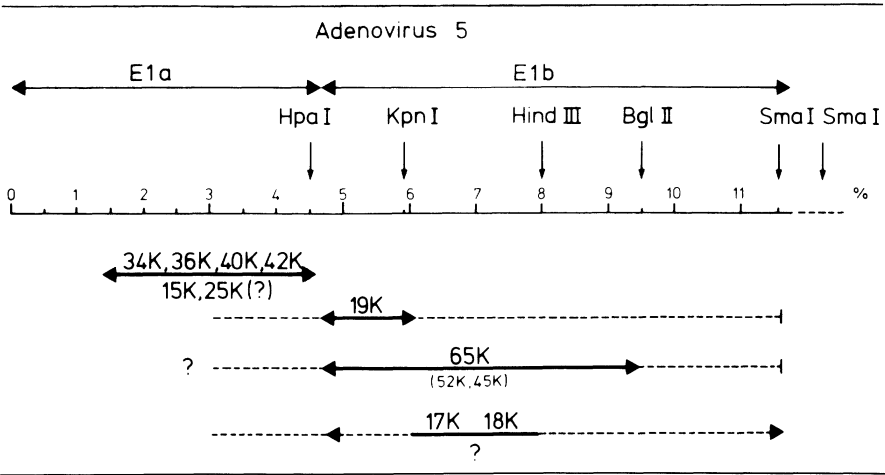 Adenovirus 5
E1a E1b
Hpa I Kpn I Hind III Bgl II Sma I Sma I
0 1 2 3 4 5 6 7 8 9 10 11 %
34K, 36K, 40K, 42K
15K, 25K (?)
19K
? 65K
(52K, 45K)
17K 18K
?